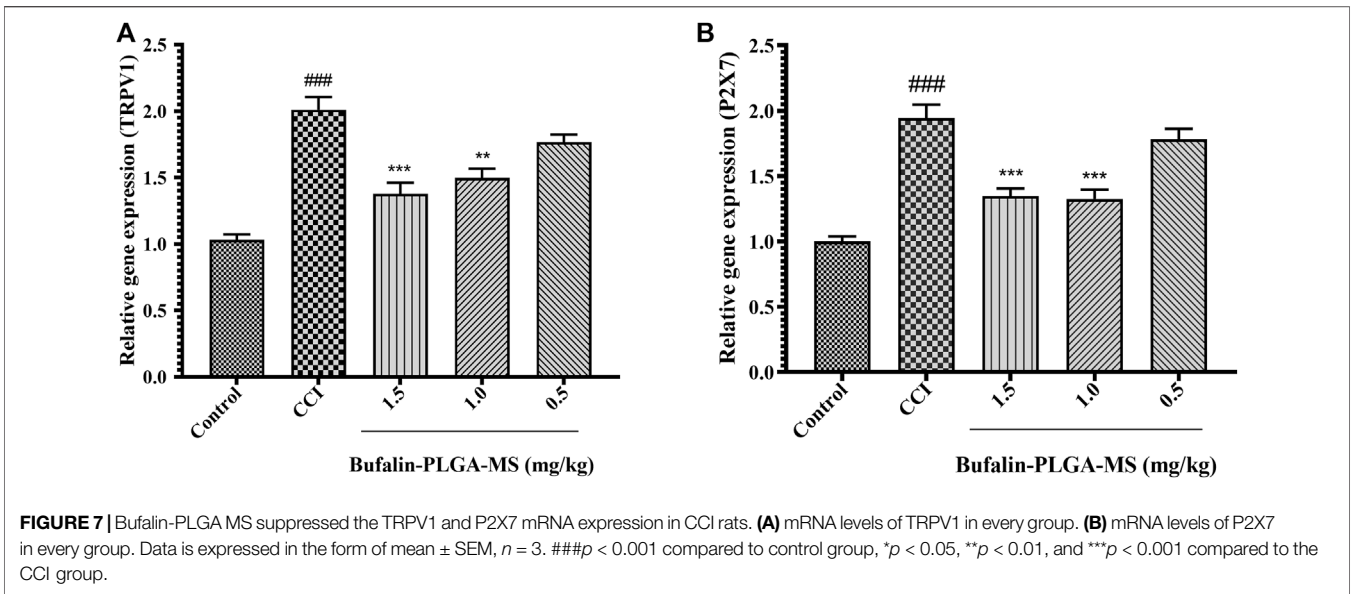 A
Relative gene expression (TRPV1)
2.5
2.0
1.5
1.0
0.5
0.0
###
***
**
Control
CCI
1.5
1.0
0.5
Bufalin-PLGA-MS (mg/kg)
B
Relative gene expression (P2X7)
2.5
2.0
1.5
1.0
0.5
0.0
###
***
***
Control
CCI
1.5
1.0
0.5
Bufalin-PLGA-MS (mg/kg)
FIGURE 7 | Bufalin-PLGA MS suppressed the TRPV1 and P2X7 mRNA expression in CCI rats. (A) mRNA levels of TRPV1 in every group. (B) mRNA levels of P2X7
in every group. Data is expressed in the form of mean ± SEM, n = 3. ###p < 0.001 compared to control group, *p < 0.05, **p < 0.01, and ***p < 0.001 compared to the
CCI group.